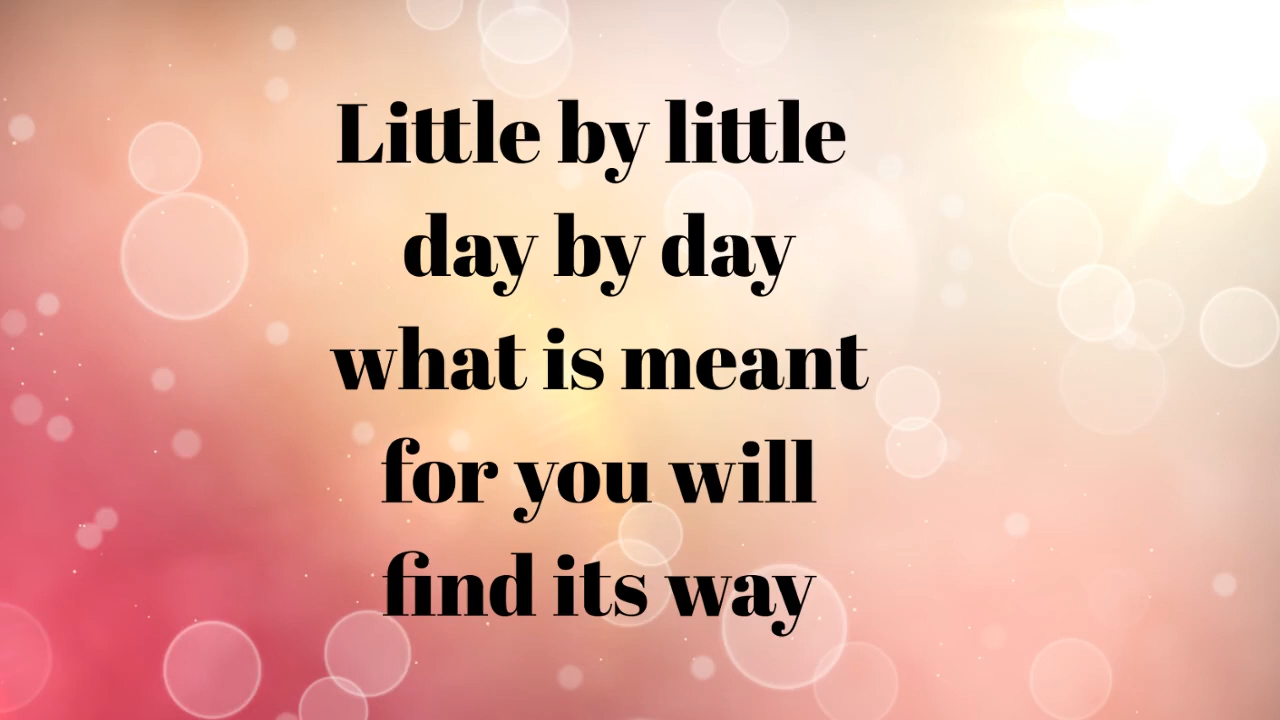 Little by little
day by day
what is meant
for you will
find its way